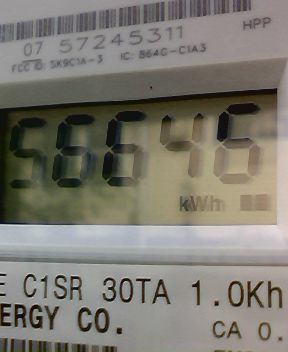 HPP
07 57245311
FCC ID: SK9C1A-3 IC: 864G-C1A3
56646
kWh
E C1SR 30TA 1.0Kh
ERGY CO.
CA 0.